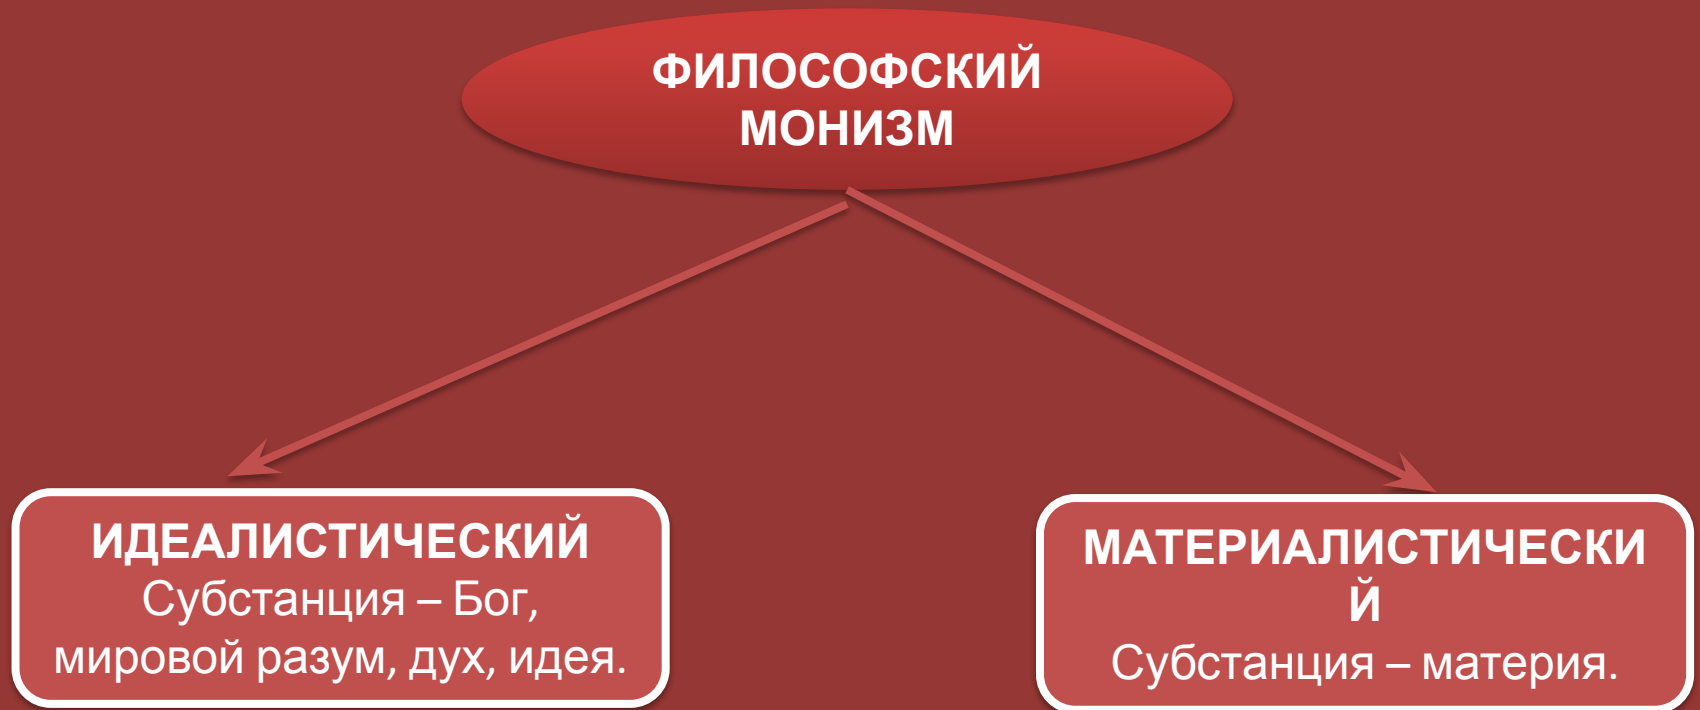 ФИЛОСОФСКИЙ
МОНИЗМ
ИДЕАЛИСТИЧЕСКИЙ
Субстанция – Бог,
мировой разум, дух, идея.
МАТЕРИАЛИСТИЧЕСКИ
Й
Субстанция – материя.